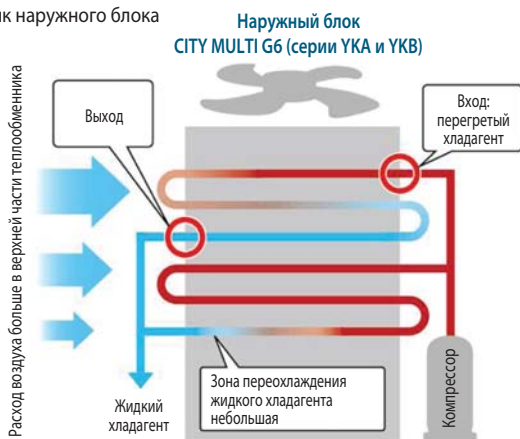 ик наружного блока
Наружный блок
CITY MULTI G6 (серии YKA и YKB)
Расход воздуха больше в верхней части теплообменника
Выход
Вход:
перегретый
хладагент
Зона переохлаждения
жидкого хладагента
небольшая
Жидкий
хладагент
Компрессор